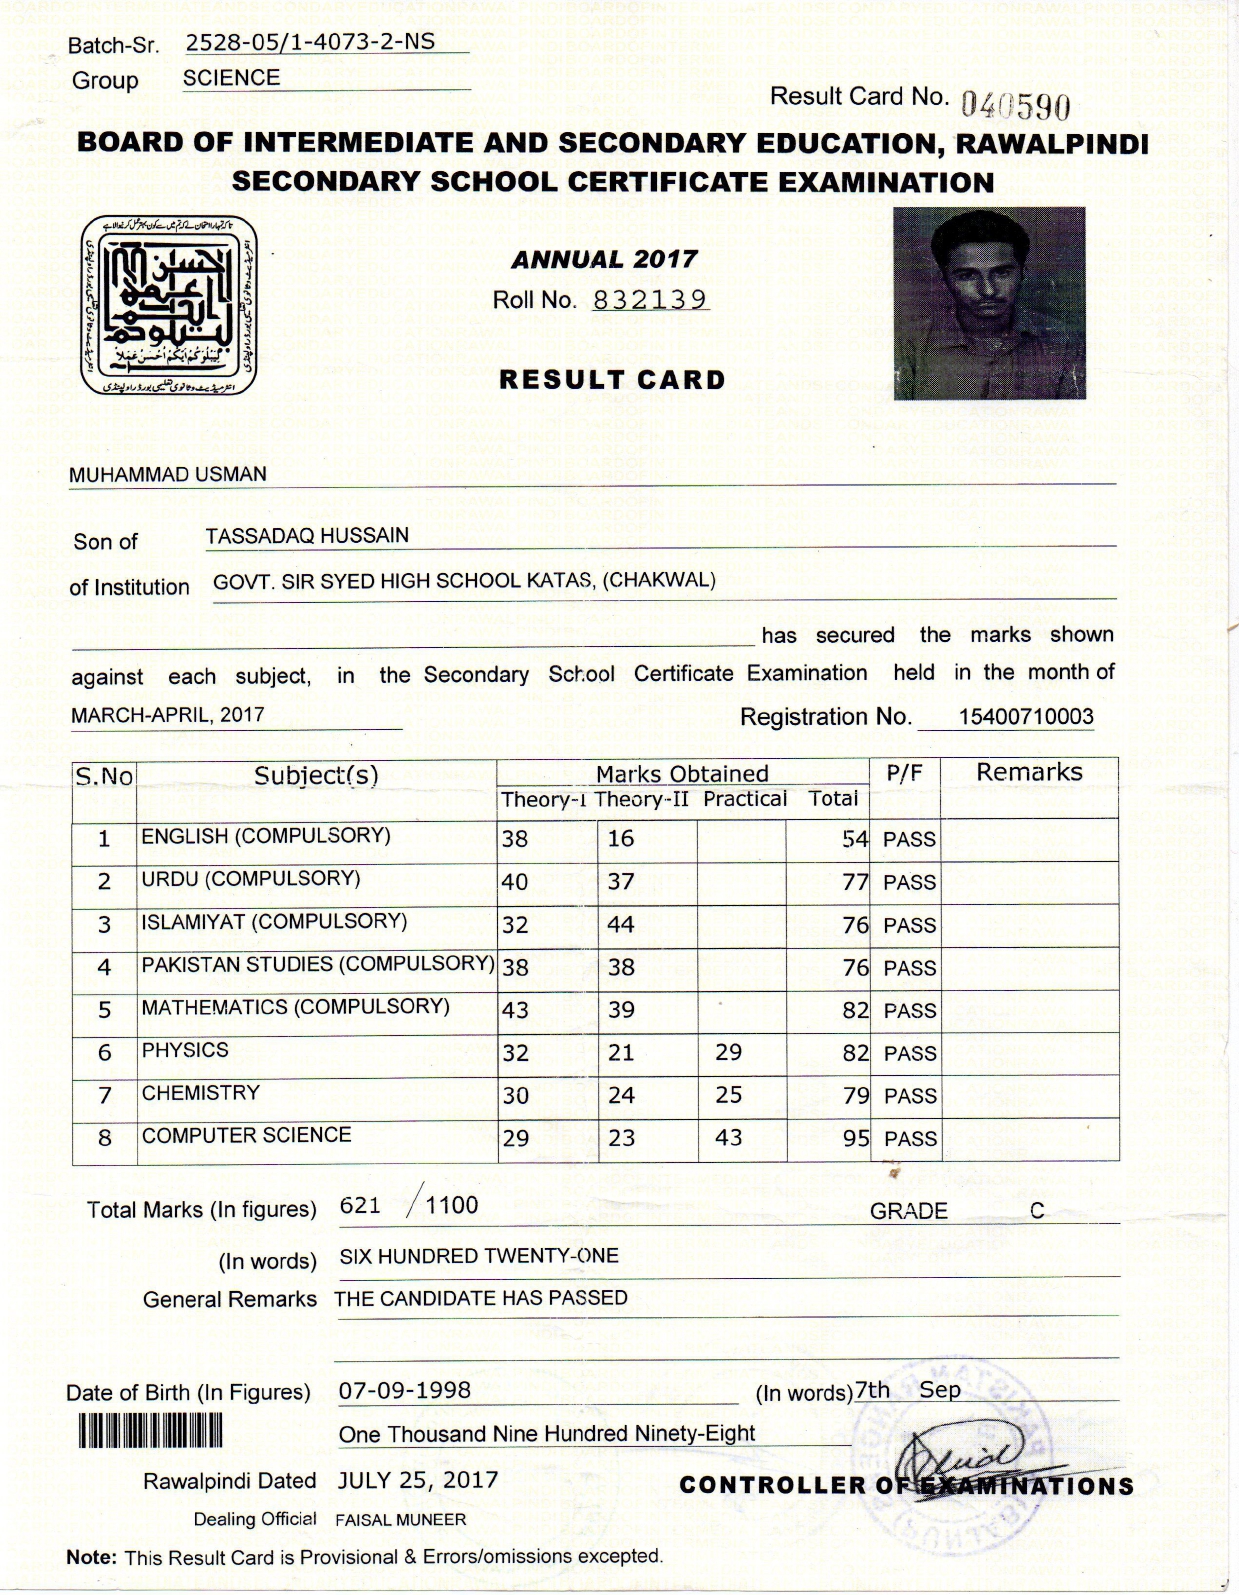 Batch-Sr. 2528-05/1-4073-2-NS
Group SCIENCE
Result Card No. 040590
BOARD OF INTERMEDIATE AND SECONDARY EDUCATION, RAWALPINDI
SECONDARY SCHOOL CERTIFICATE EXAMINATION
ANNUAL 2017
Roll No. 832139
RESULT CARD
لِيَبْلُوَكُمْ اَيُّكُمْ اَحْسَنُ عَمَلًا
MUHAMMAD USMAN
Son of TASSADAQ HUSSAIN
of Institution GOVT. SIR SYED HIGH SCHOOL KATAS, (CHAKWAL)
has secured the marks shown
against each subject, in the Secondary School Certificate Examination held in the month of
MARCH-APRIL, 2017 Registration No. 15400710003
S.No Subject(s) Marks Obtained P/F Remarks
Theory-I Theory-II Practical Total
1 ENGLISH (COMPULSORY) 38 16 54 PASS
2 URDU (COMPULSORY) 40 37 77 PASS
3 ISLAMIYAT (COMPULSORY) 32 44 76 PASS
4 PAKISTAN STUDIES (COMPULSORY) 38 38 76 PASS
5 MATHEMATICS (COMPULSORY) 43 39 82 PASS
6 PHYSICS 32 21 29 82 PASS
7 CHEMISTRY 30 24 25 79 PASS
8 COMPUTER SCIENCE 29 23 43 95 PASS
Total Marks (In figures) 621 / 1100 GRADE C
(In words) SIX HUNDRED TWENTY-ONE
General Remarks THE CANDIDATE HAS PASSED
Date of Birth (In Figures) 07-09-1998 (In words) 7th Sep
One Thousand Nine Hundred Ninety-Eight
Rawalpindi Dated JULY 25, 2017 CONTROLLER OF EXAMINATIONS
Dealing Official FAISAL MUNEER
Note: This Result Card is Provisional & Errors/omissions excepted.